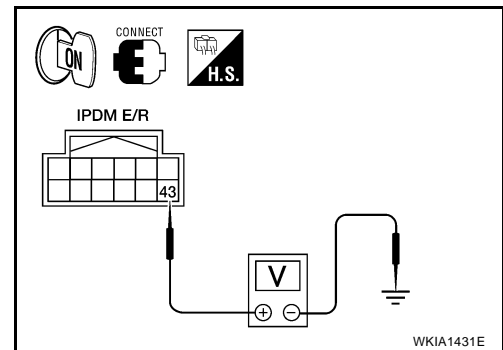 CONNECT
ON
H.S.
IPDM E/R
43
V
+ −
WKIA1431E